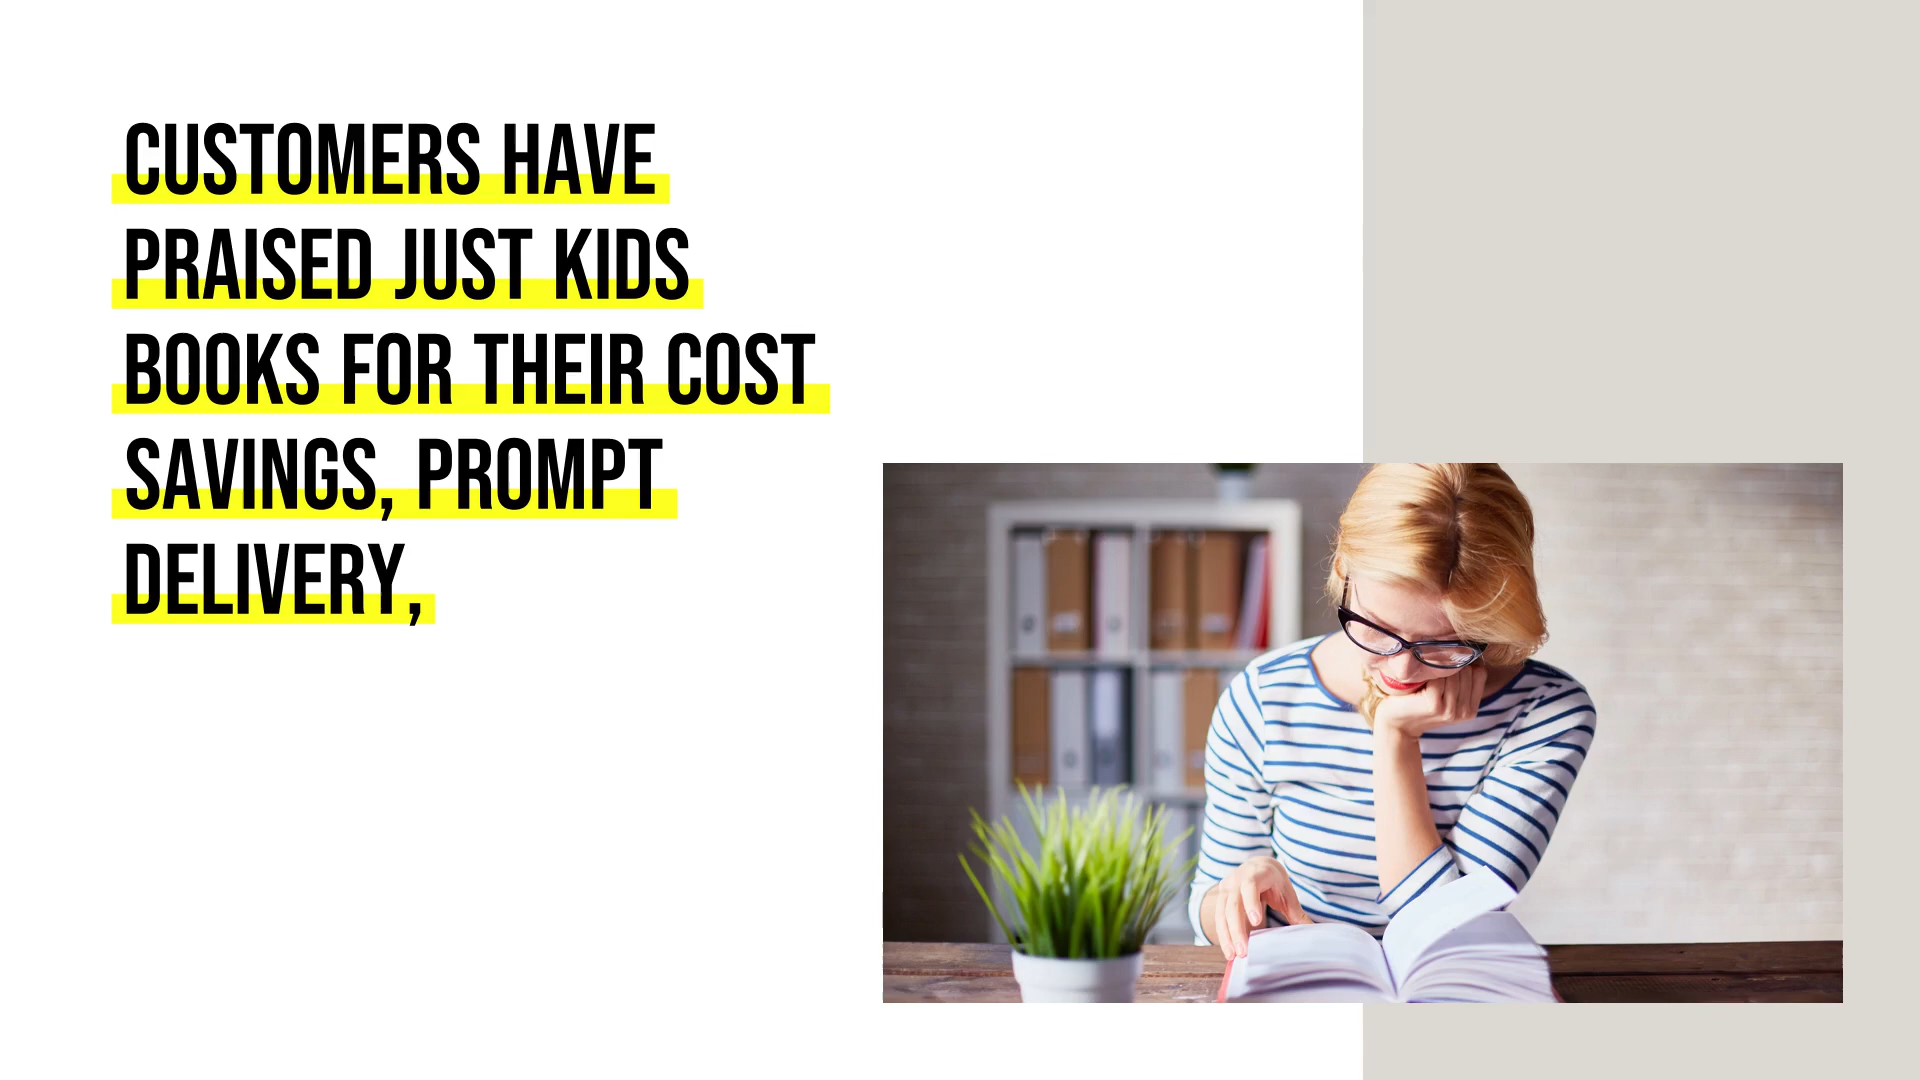 CUSTOMERS HAVE
PRAISED JUST KIDS
BOOKS FOR THEIR COST
SAVINGS, PROMPT
DELIVERY,